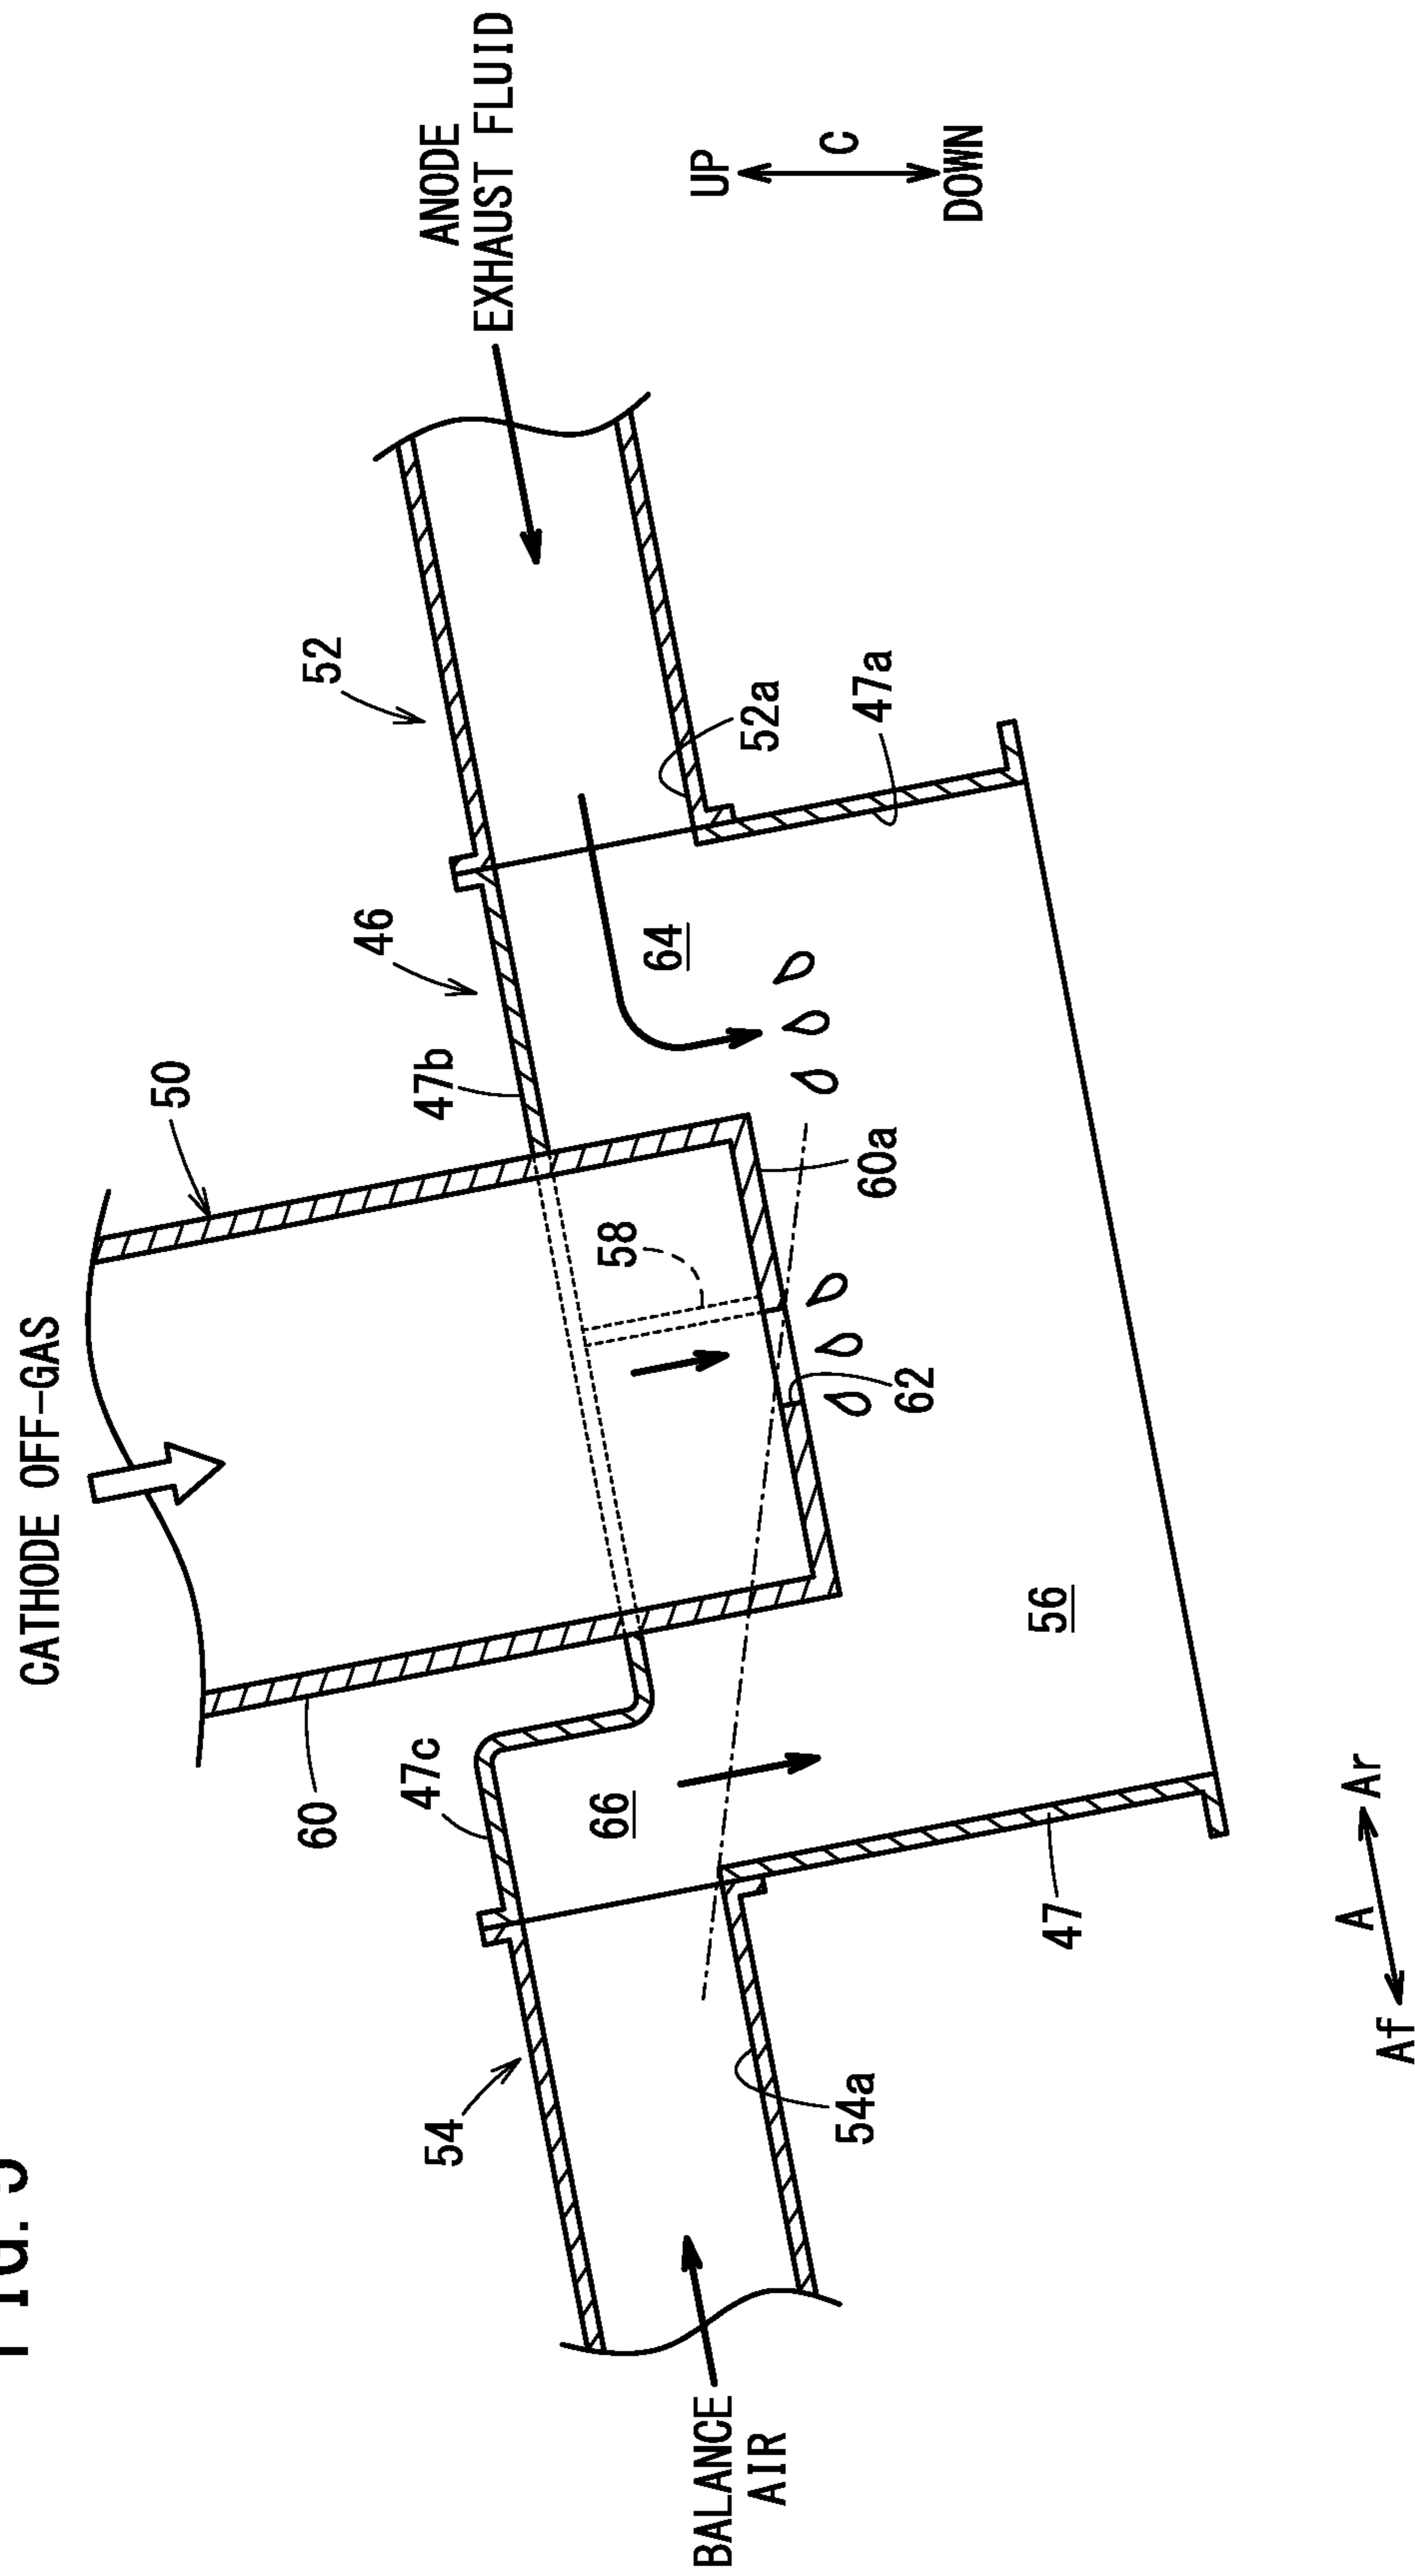 FIG. 5
CATHODE OFF-GAS
ANODE
EXHAUST FLUID
50
52
46
47b
60
47c
54
58
64
66
52a
47a
UP
C
DOWN
60a
62
54a
56
47
BALANCE
AIR
A
Af
Ar